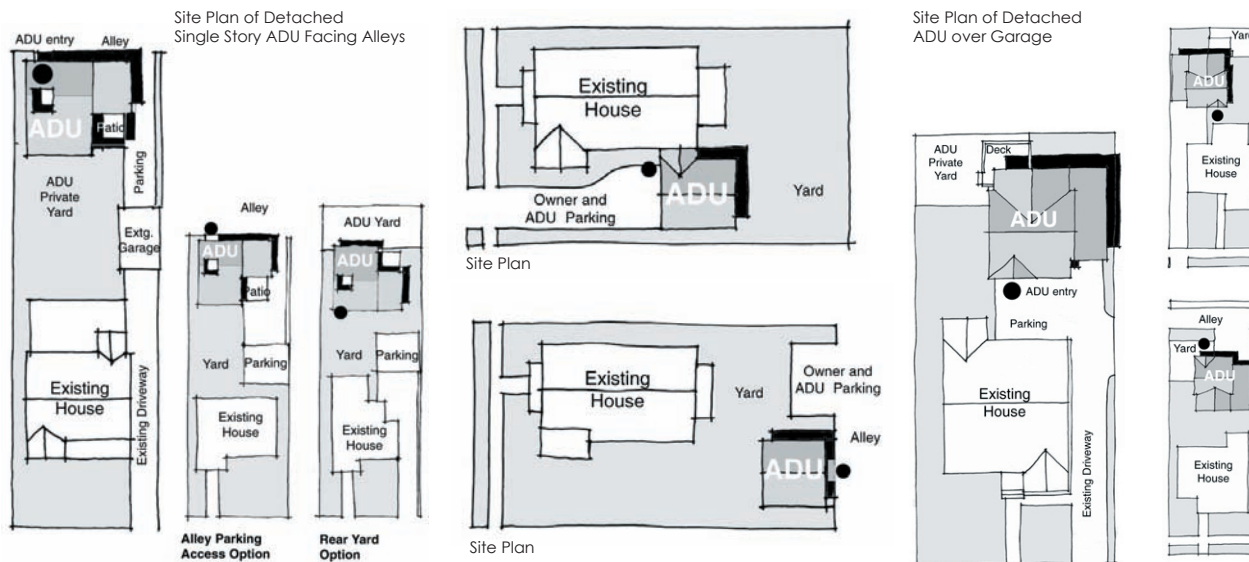 Site Plan of Detached
Single Story ADU Facing Alleys
ADU entry
Alley
ADU
Patio
ADU
Private
Yard
Parking
Extg.
Garage
Existing
House
Existing Driveway
Alley
ADU
Patio
Yard
Parking
Existing
House
Alley Parking
Access Option
ADU Yard
ADU
Yard
Parking
Existing
House
Rear Yard
Option
Existing
House
ADU
Owner and
ADU Parking
Yard
Site Plan
Existing
House
Yard
Owner and
ADU Parking
Alley
ADU
Site Plan
Site Plan of Detached
ADU over Garage
ADU
Private
Yard
Deck
ADU
ADU entry
Parking
Existing
House
Existing Driveway
Yard
ADU
Existing
House
Alley
Yard
ADU
Existing
House